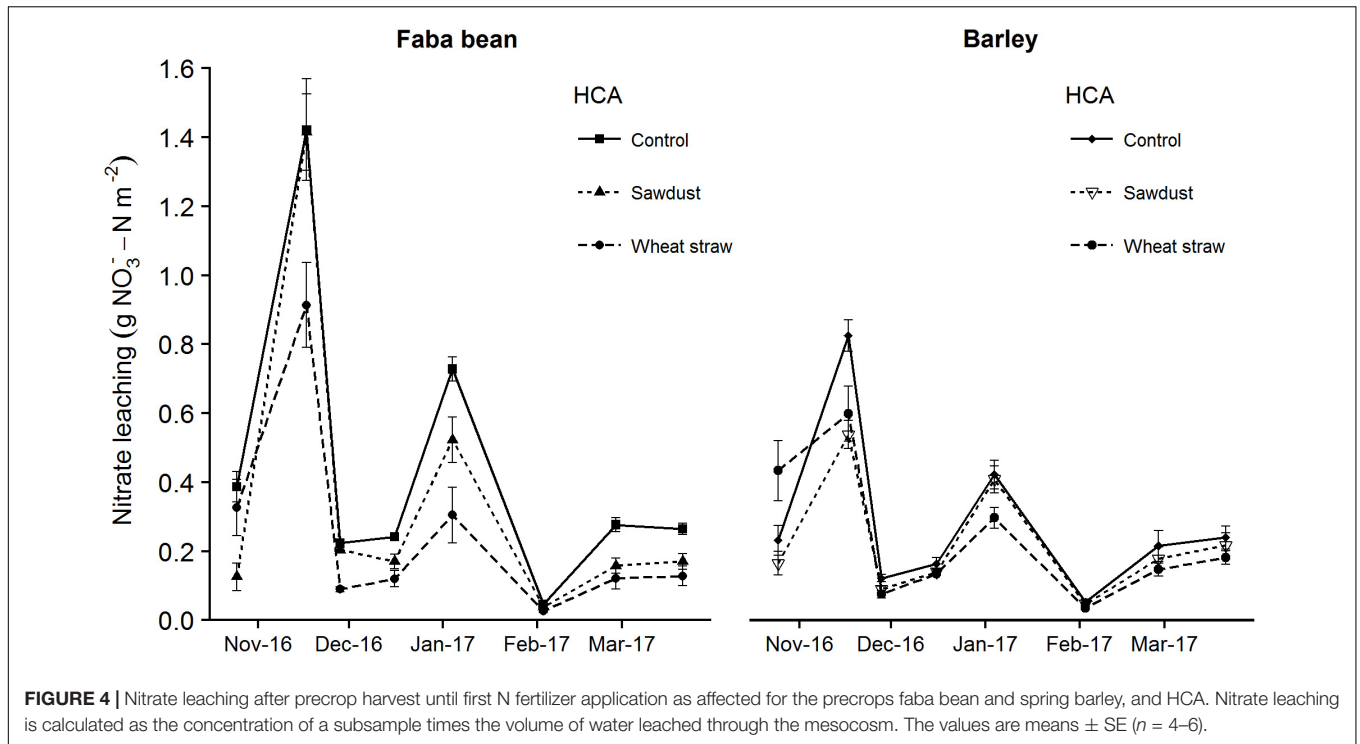 Faba bean
Barley
Nitrate leaching (g NO3- – N m-2)
1.6
1.4
1.2
1.0
0.8
0.6
0.4
0.2
0.0
HCA
Control
Sawdust
Wheat straw
HCA
Control
Sawdust
Wheat straw
Nov-16 Dec-16 Jan-17 Feb-17 Mar-17
Nov-16 Dec-16 Jan-17 Feb-17 Mar-17
FIGURE 4 | Nitrate leaching after precrop harvest until first N fertilizer application as affected for the precrops faba bean and spring barley, and HCA. Nitrate leaching
is calculated as the concentration of a subsample times the volume of water leached through the mesocosm. The values are means ± SE (n = 4–6).